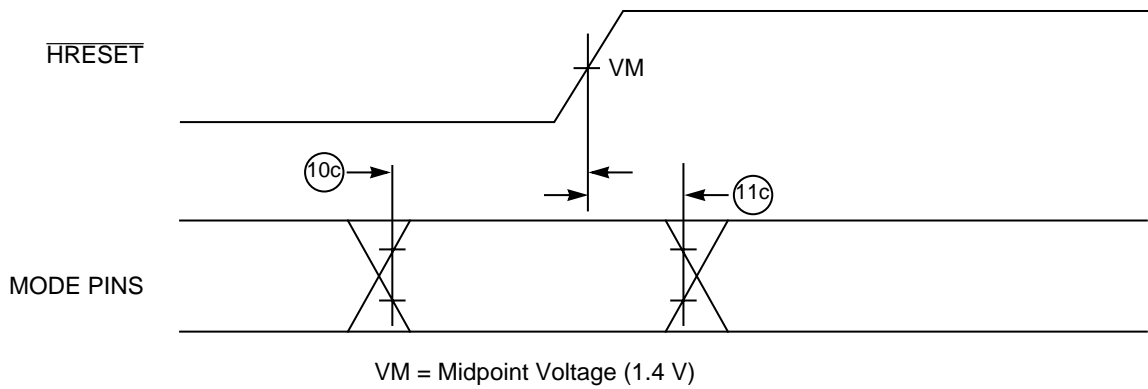 HRESET
VM
10c
11c
MODE PINS
VM = Midpoint Voltage (1.4 V)